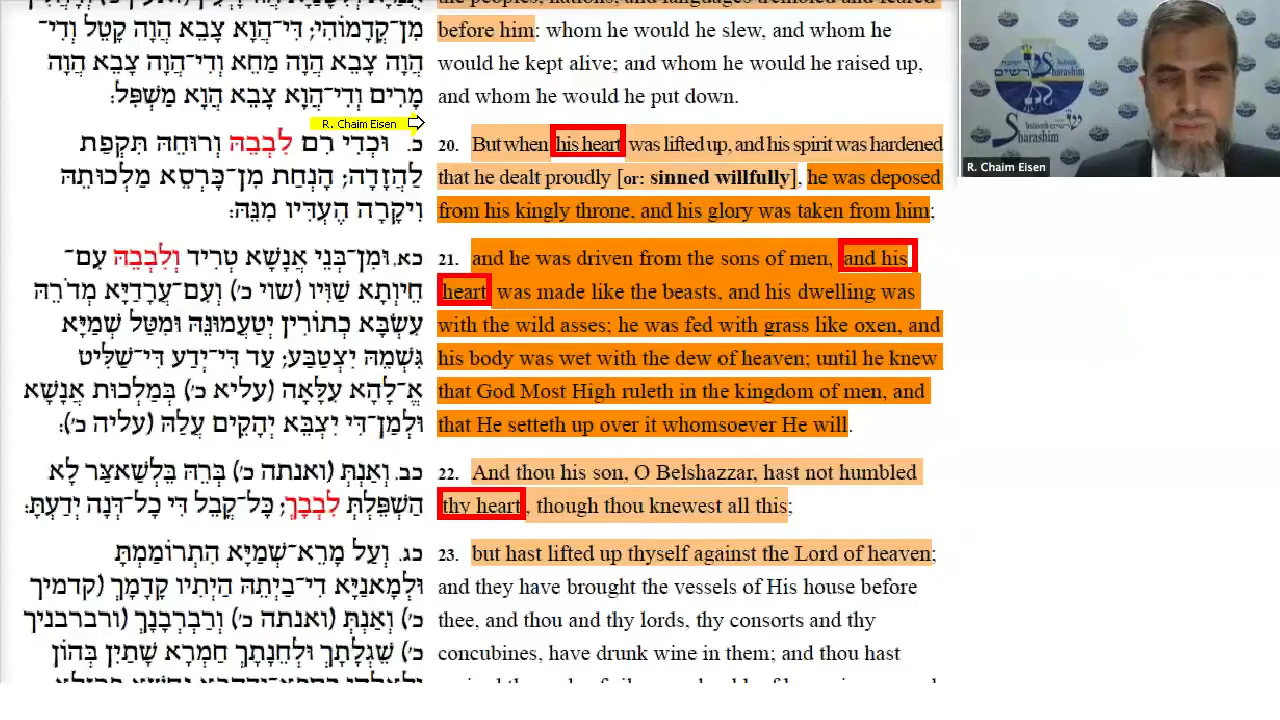 מִן־קֳדָמוֹהִי; דִּי־הֲוָא צָבֵא הֲוָה קָטֵל וְדִי־
הֲוָה צָבֵא הֲוָה מַחֵא וְדִי־הֲוָה צָבֵא הֲוָה
מָרִים וְדִי־הֲוָא צָבֵא הֲוָא מַשְׁפִּל:
כ. וּכְדִי רִם לִבְבֵהּ וְרוּחֵהּ תִּקְפַת
לַהֲזָדָה; הָנְחַת מִן־כָּרְסֵא מַלְכוּתֵהּ
וִיקָרָה הֶעְדִּיו מִנֵּהּ:
כא. וּמִן־בְּנֵי אֲנָשָׁא טְרִיד וְלִבְבֵהּ עִם־
חֵיוְתָא שַׁוִּיו (שוי כ׳) וְעִם־עֲרָדַיָּא מְדֹרֵהּ
עִשְׂבָּא כְתוֹרִין יְטַעֲמוּנֵּהּ וּמִטַּל שְׁמַיָּא
גִּשְׁמֵהּ יִצְטַבַּע; עַד דִּי־יְדַע דִּי־שַׁלִּיט
אֱ־לָהָא עִלָּאָה (עליא כ׳) בְּמַלְכוּת אֲנָשָׁא
וּלְמַן־דִּי יִצְבֵּא יְהָקֵים עֲלַהּ (עליה כ׳):
כב. וְאַנְתְּ (ואנתה כ׳) בְּרֵהּ בֵּלְשַׁאצַּר לָא
הַשְׁפֵּלְתְּ לִבְבָךְ; כָּל־קֳבֵל דִּי כָל־דְּנָה יְדַעְתָּ:
כג. וְעַל מָרֵא־שְׁמַיָּא הִתְרוֹמַמְתָּ
וּלְמָאנַיָּא דִי־בַיְתֵהּ הַיְתִיו קָדָמָךְ (קדמיך
כ׳) וְאַנְתְּ (ואנתה כ׳) וְרַבְרְבָנָךְ (ורברבניך
כ׳) שֵׁגְלָתָךְ וּלְחֵנָתָךְ חַמְרָא שָׁתַיִן בְּהוֹן
the peoples, nations, and languages trembled and feared
before him: whom he would he slew, and whom he
would he kept alive; and whom he would he raised up,
and whom he would he put down.
20. But when his heart was lifted up, and his spirit was hardened
that he dealt proudly [or: sinned willfully], he was deposed
from his kingly throne, and his glory was taken from him;
21. and he was driven from the sons of men, and his
heart was made like the beasts, and his dwelling was
with the wild asses; he was fed with grass like oxen, and
his body was wet with the dew of heaven; until he knew
that God Most High ruleth in the kingdom of men, and
that He setteth up over it whomsoever He will.
22. And thou his son, O Belshazzar, hast not humbled
thy heart, though thou knewest all this;
23. but hast lifted up thyself against the Lord of heaven;
and they have brought the vessels of His house before
thee, and thou and thy lords, thy consorts and thy
concubines, have drunk wine in them; and thou hast
R. Chaim Eisen
Sharashim
Sharashim
R. Chaim Eisen